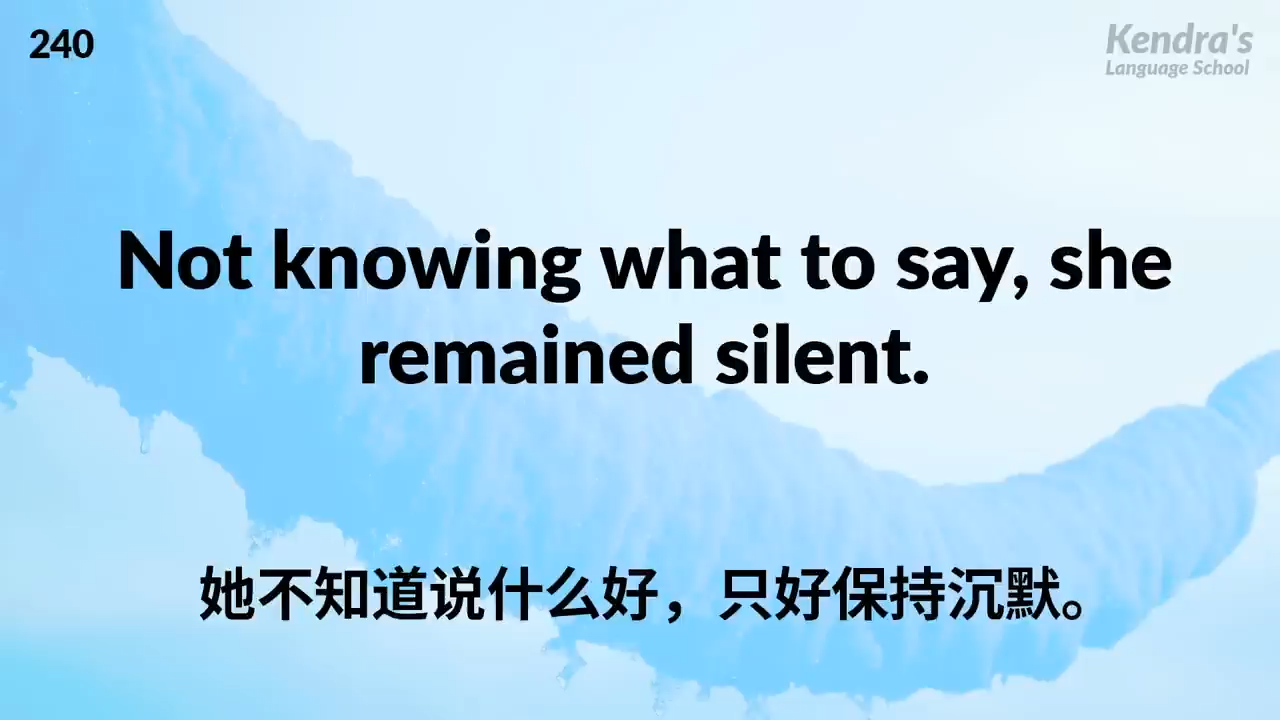 240
Kendra's
Language School
Not knowing what to say, she
remained silent.
她不知道说什么好，只好保持沉默。